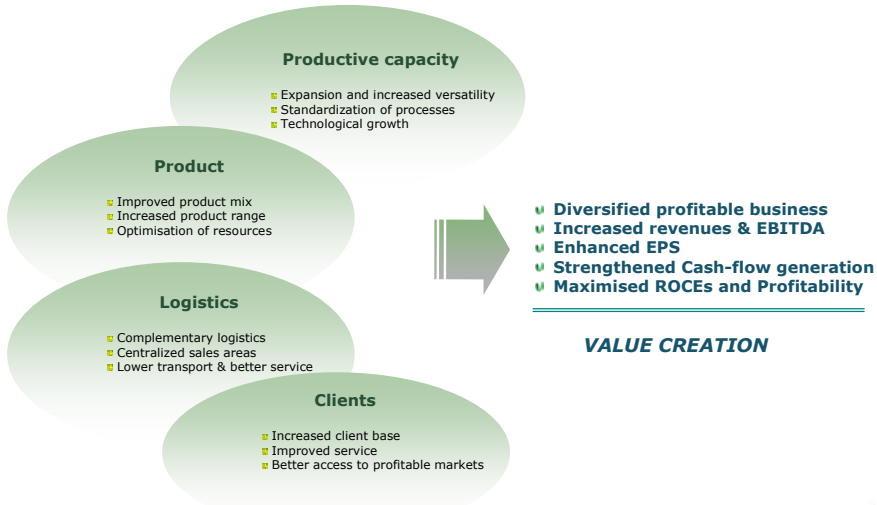 Productive capacity
Expansion and increased versatility
Standardization of processes
Technological growth
Product
Improved product mix
Increased product range
Optimisation of resources
Logistics
Complementary logistics
Centralized sales areas
Lower transport & better service
Clients
Increased client base
Improved service
Better access to profitable markets
Diversified profitable business
Increased revenues & EBITDA
Enhanced EPS
Strengthened Cash-flow generation
Maximised ROCEs and Profitability
VALUE CREATION